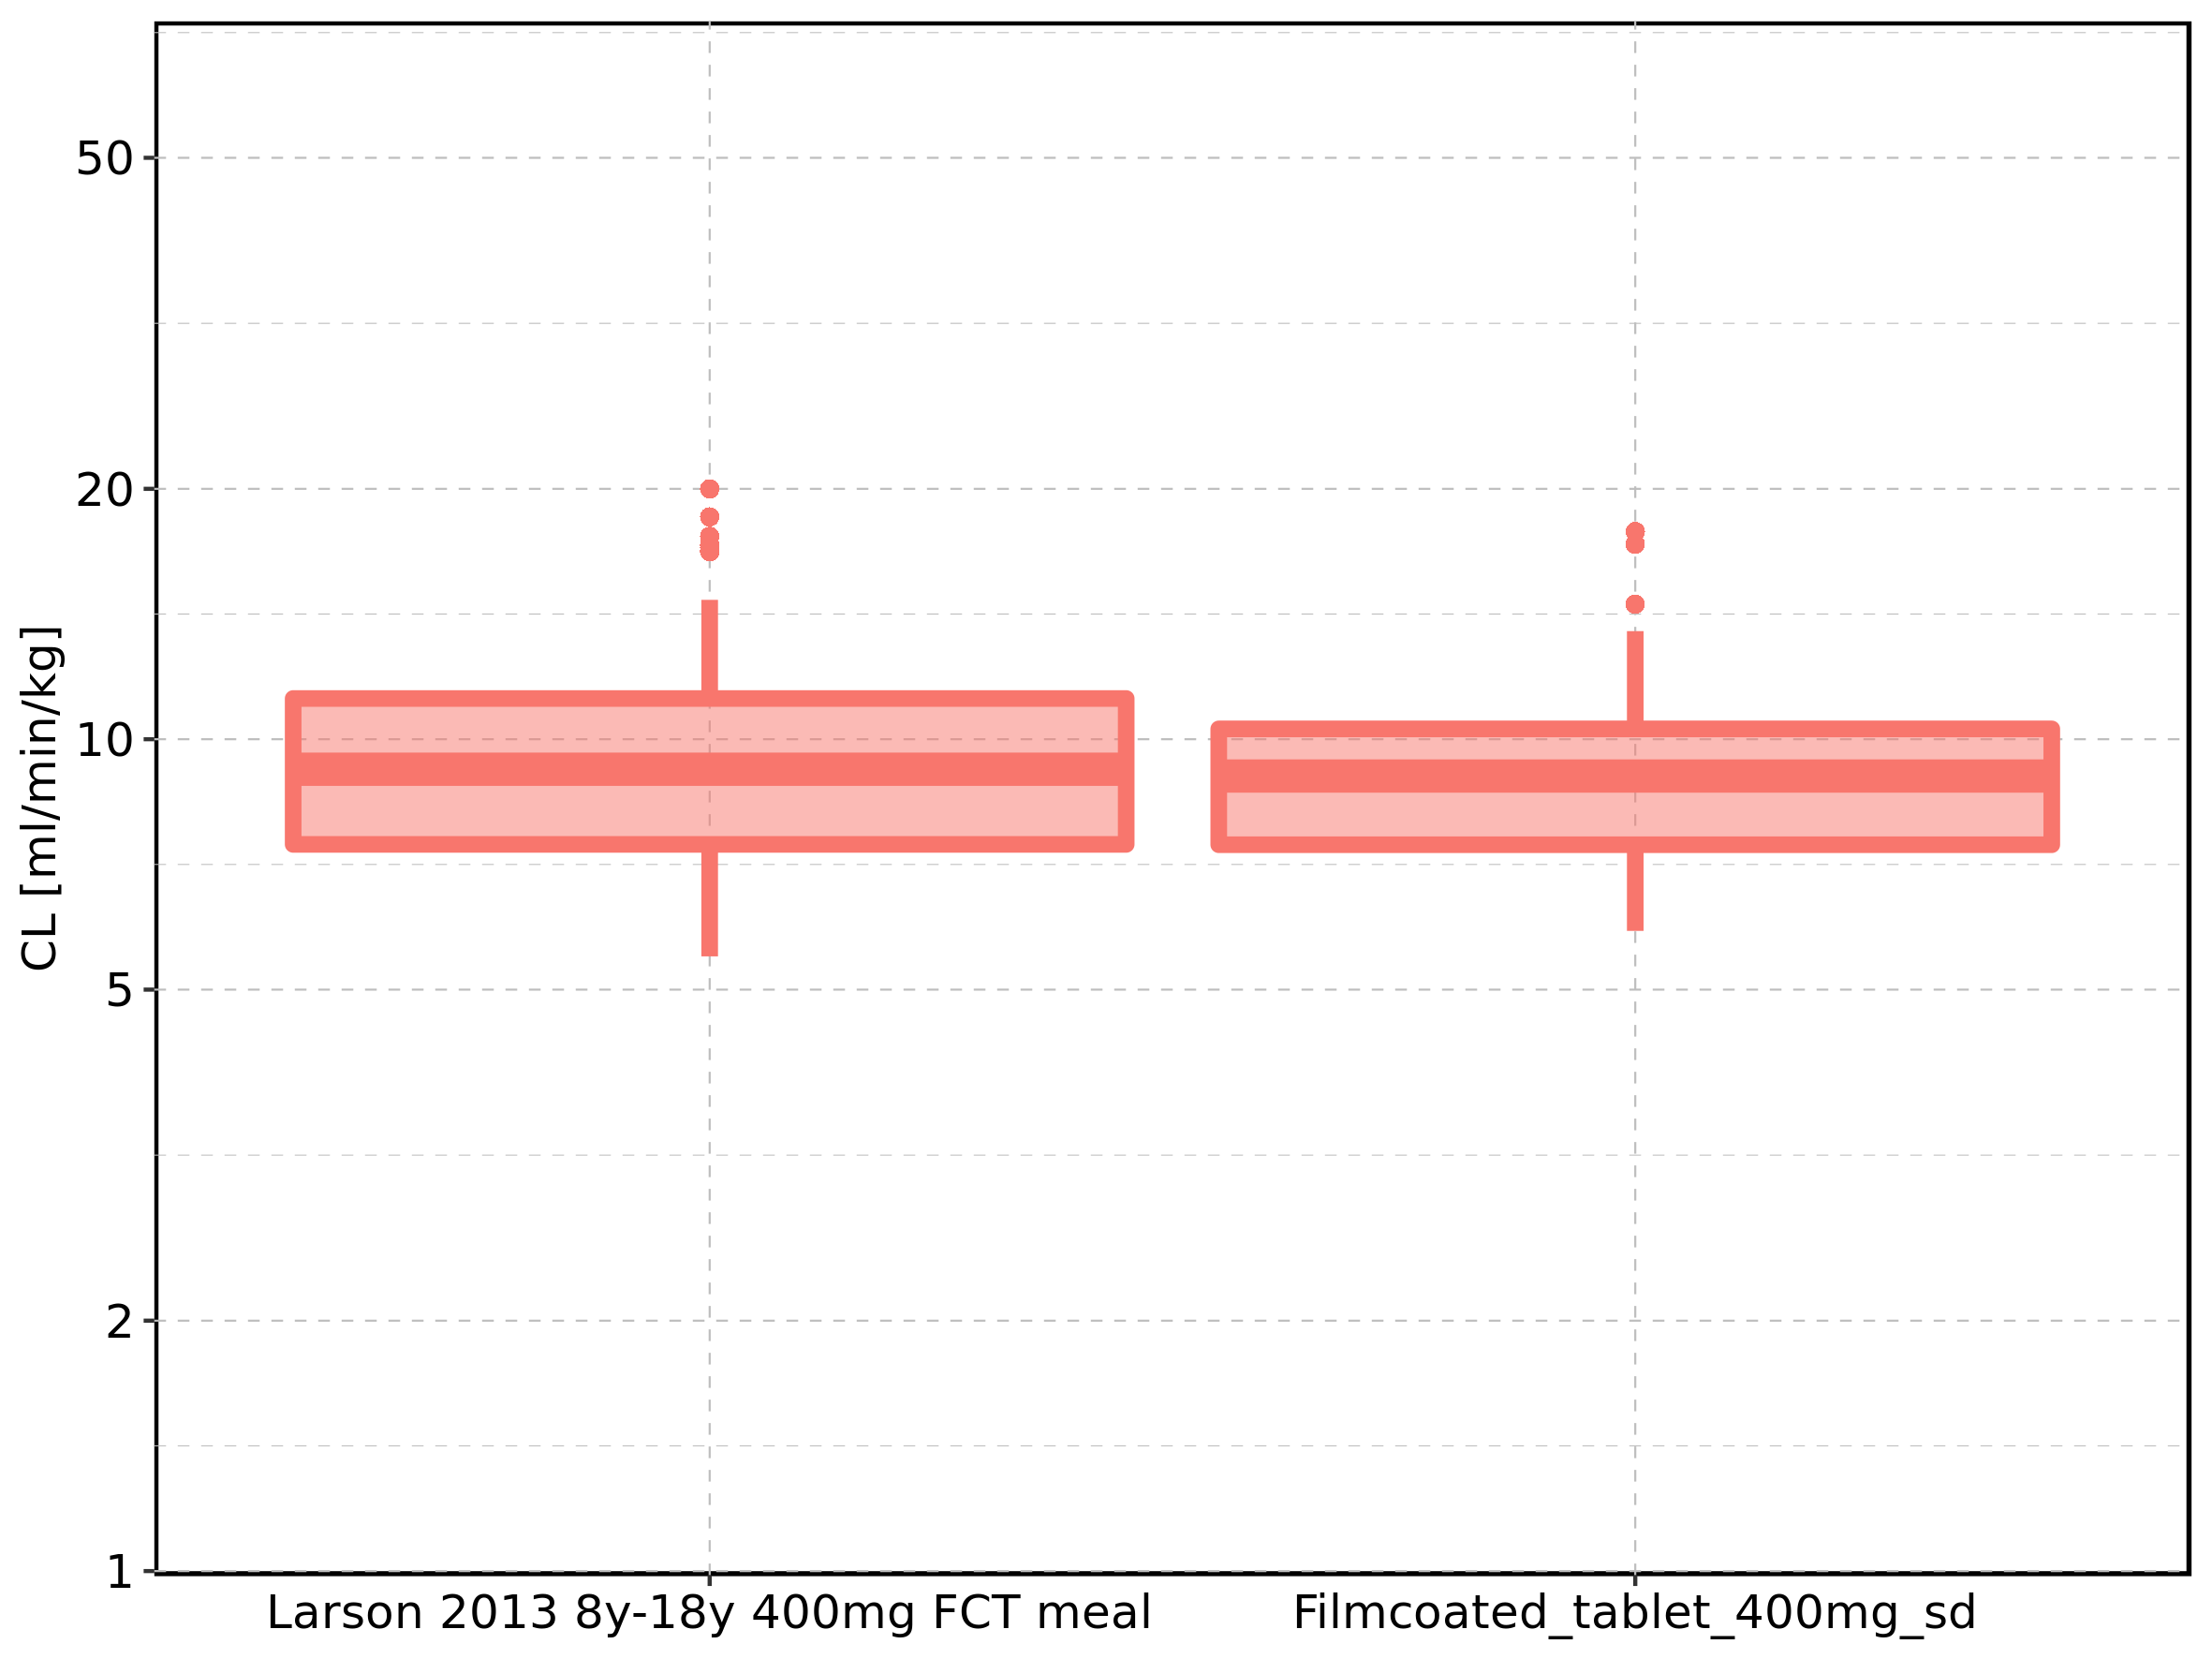 CL [ml/min/kg]
50
20
10
5
2
1
Larson 2013 8y-18y 400mg FCT meal
Filmcoated_tablet_400mg_sd